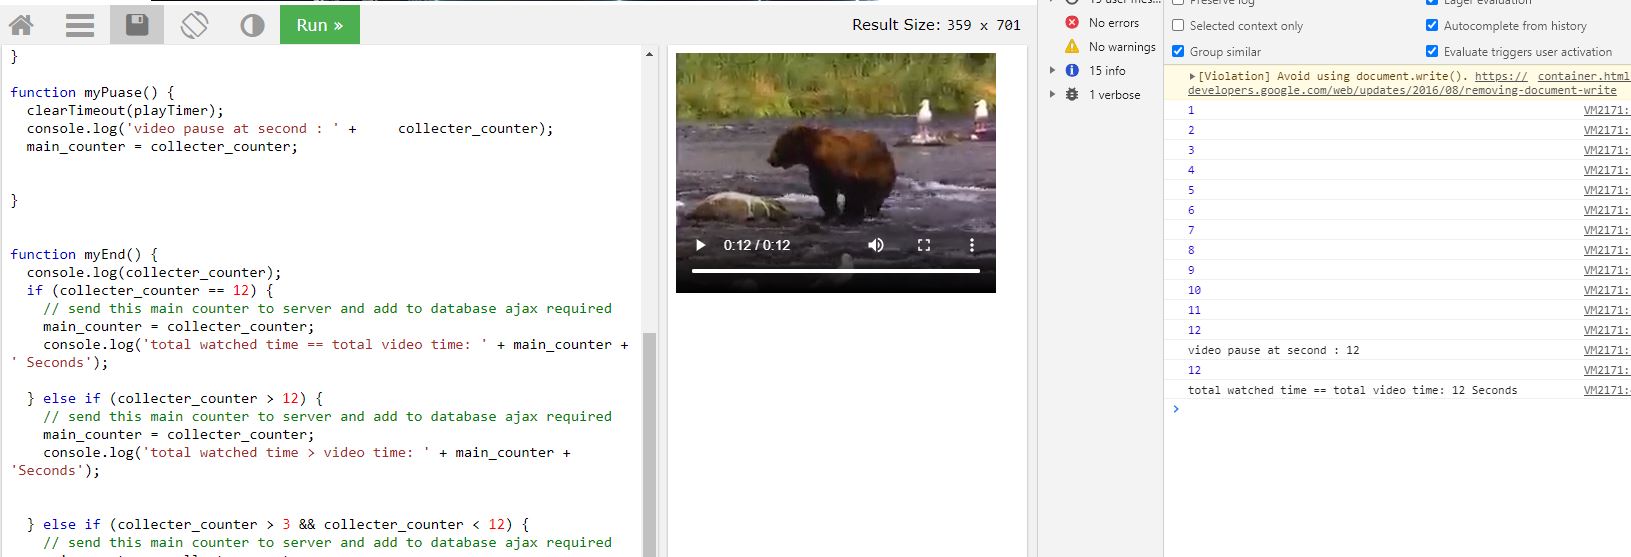 Run »
Result Size: 359 x 701
}
function myPuase() {
clearTimeout(playTimer);
console.log('video pause at second : ' +     collecter_counter);
main_counter = collecter_counter;
}
function myEnd() {
console.log(collecter_counter);
if (collecter_counter == 12) {
// send this main counter to server and add to database ajax required
main_counter = collecter_counter;
console.log('total watched time == total video time: ' + main_counter +
' Seconds');
} else if (collecter_counter > 12) {
// send this main counter to server and add to database ajax required
main_counter = collecter_counter;
console.log('total watched time > video time: ' + main_counter +
'Seconds');
} else if (collecter_counter > 3 && collecter_counter < 12) {
// send this main counter to server and add to database ajax required
0:12 / 0:12
No errors
No warnings
15 info
1 verbose
Preserve log
Eager evaluation
Selected context only
Autocomplete from history
Group similar
Evaluate triggers user activation
[Violation] Avoid using document.write(). https:// container.html
developers.google.com/web/updates/2016/08/removing-document-write
1 VM2171:
2 VM2171:
3 VM2171:
4 VM2171:
5 VM2171:
6 VM2171:
7 VM2171:
8 VM2171:
9 VM2171:
10 VM2171:
11 VM2171:
12 VM2171:
video pause at second : 12 VM2171:
12 VM2171:
total watched time == total video time: 12 Seconds VM2171: